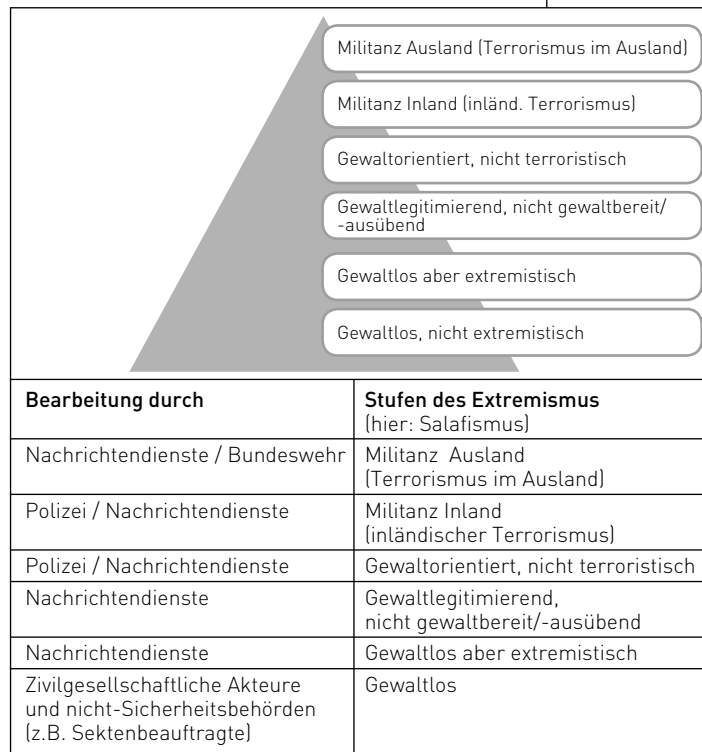 Militanz Ausland (Terrorismus im Ausland)
Militanz Inland (inländ. Terrorismus)
Gewaltorientiert, nicht terroristisch
Gewaltlegitimierend, nicht gewaltbereit/
-ausübend
Gewaltlos aber extremistisch
Gewaltlos, nicht extremistisch
Bearbeitung durch
Stufen des Extremismus
(hier: Salafismus)
Nachrichtendienste / Bundeswehr
Militanz Ausland
(Terrorismus im Ausland)
Polizei / Nachrichtendienste
Militanz Inland
(inländischer Terrorismus)
Polizei / Nachrichtendienste
Gewaltorientiert, nicht terroristisch
Nachrichtendienste
Gewaltlegitimierend,
nicht gewaltbereit/-ausübend
Nachrichtendienste
Gewaltlos aber extremistisch
Zivilgesellschaftliche Akteure
und nicht-Sicherheitsbehörden
(z.B. Sektenbeauftragte)
Gewaltlos